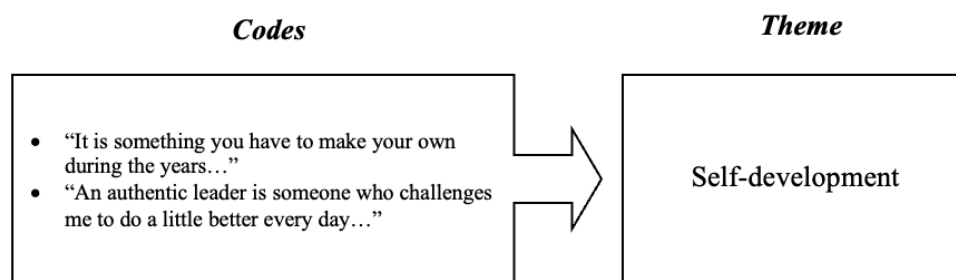 Codes
Theme
• “It is something you have to make your own
during the years…”
• “An authentic leader is someone who challenges
me to do a little better every day…”
Self-development